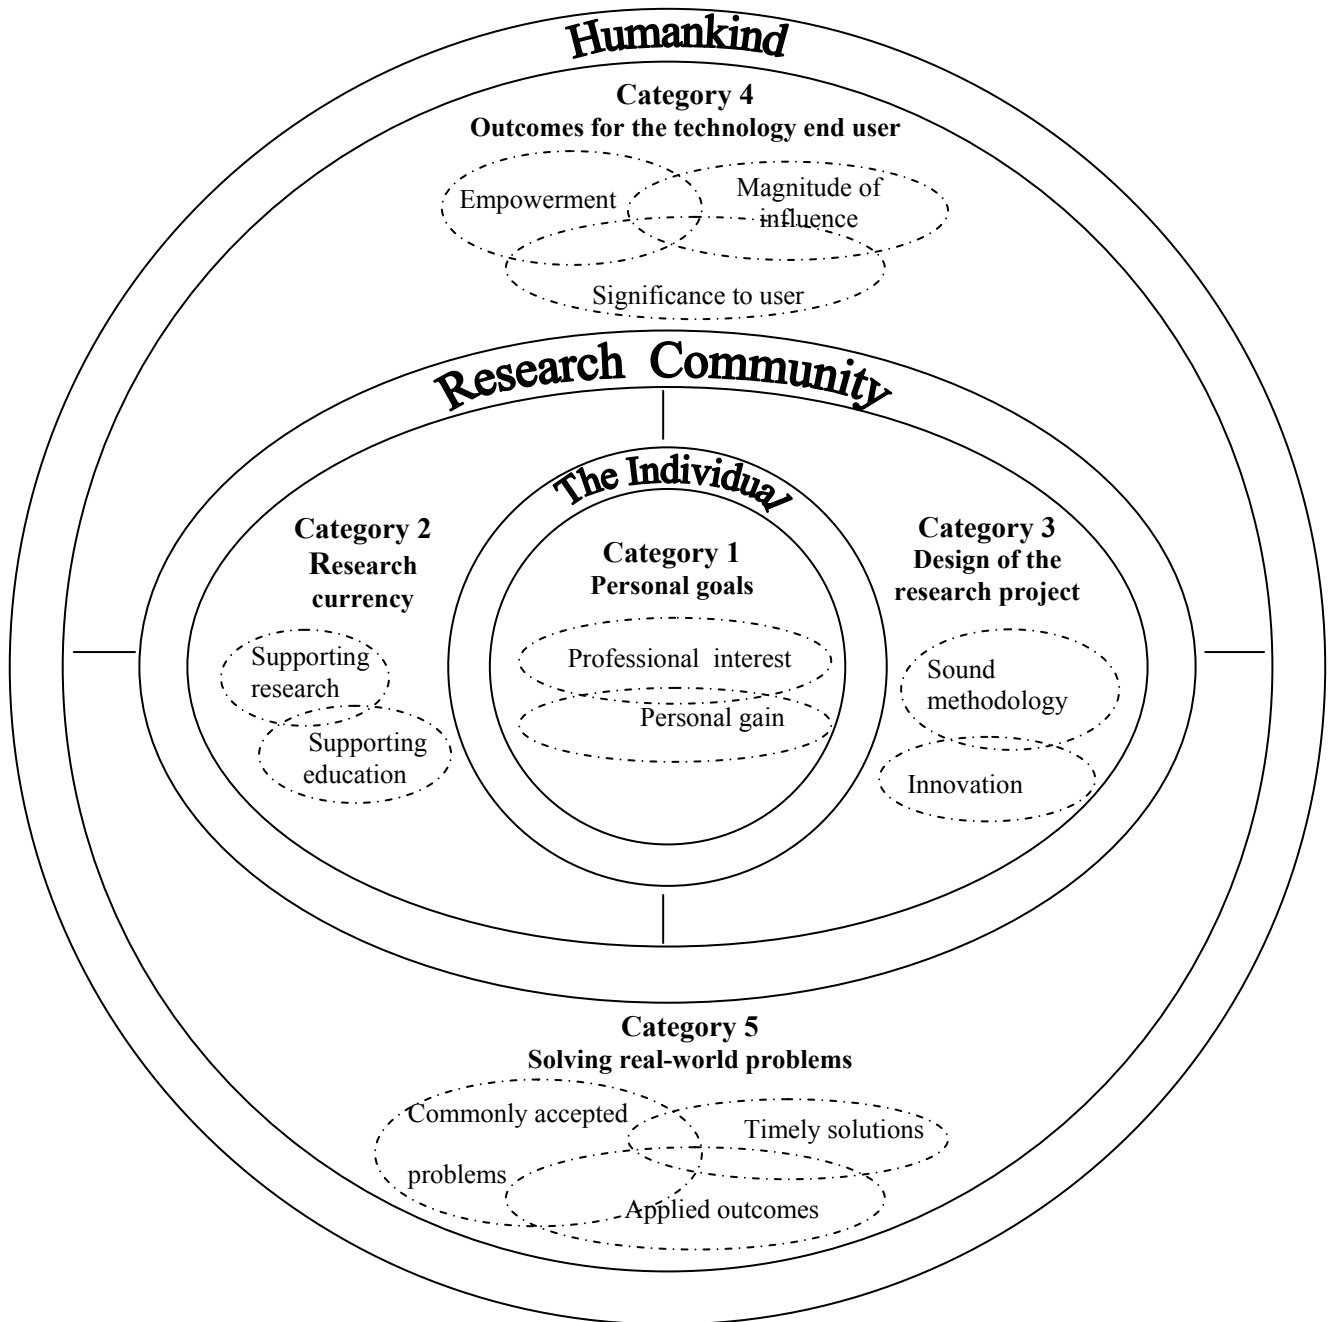 Humankind
Category 4
Outcomes for the technology end user
Empowerment
Magnitude of
influence
Significance to user
Research Community
The Individual
Category 2
Research
currency
Supporting
research
Supporting
education
Category 1
Personal goals
Professional interest
Personal gain
Category 3
Design of the
research project
Sound
methodology
Innovation
Category 5
Solving real-world problems
Commonly accepted
problems
Timely solutions
Applied outcomes